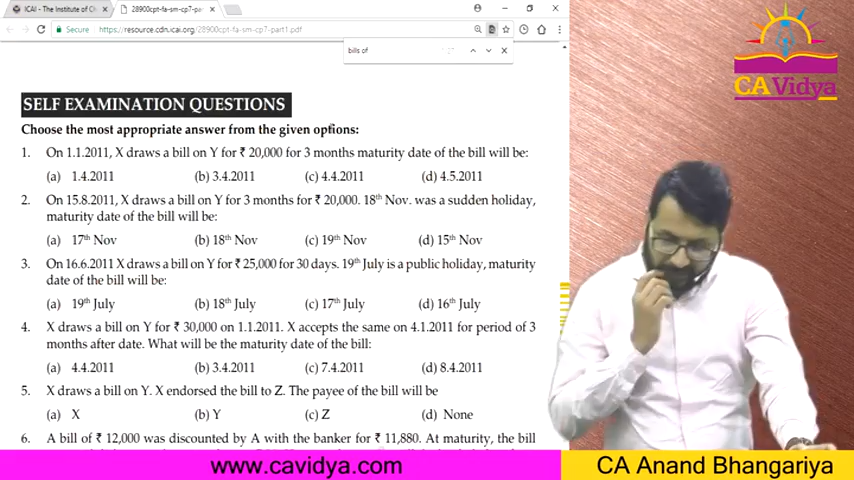 ICAI - The Institute of Ch
28900cpt-fa-sm-cp7-par
Secure https://resource.cdn.icai.org/28900cpt-fa-sm-cp7-part1.pdf
bills of
CA Vidya
SELF EXAMINATION QUESTIONS
Choose the most appropriate answer from the given options:
1. On 1.1.2011, X draws a bill on Y for ₹ 20,000 for 3 months maturity date of the bill will be:
(a) 1.4.2011 (b) 3.4.2011 (c) 4.4.2011 (d) 4.5.2011
2. On 15.8.2011, X draws a bill on Y for 3 months for ₹ 20,000. 18th Nov. was a sudden holiday,
maturity date of the bill will be:
(a) 17th Nov (b) 18th Nov (c) 19th Nov (d) 15th Nov
3. On 16.6.2011 X draws a bill on Y for ₹ 25,000 for 30 days. 19th July is a public holiday, maturity
date of the bill will be:
(a) 19th July (b) 18th July (c) 17th July (d) 16th July
4. X draws a bill on Y for ₹ 30,000 on 1.1.2011. X accepts the same on 4.1.2011 for period of 3
months after date. What will be the maturity date of the bill:
(a) 4.4.2011 (b) 3.4.2011 (c) 7.4.2011 (d) 8.4.2011
5. X draws a bill on Y. X endorsed the bill to Z. The payee of the bill will be
(a) X (b) Y (c) Z (d) None
6. A bill of ₹ 12,000 was discounted by A with the banker for ₹ 11,880. At maturity, the bill
www.cavidya.com
CA Anand Bhangariya